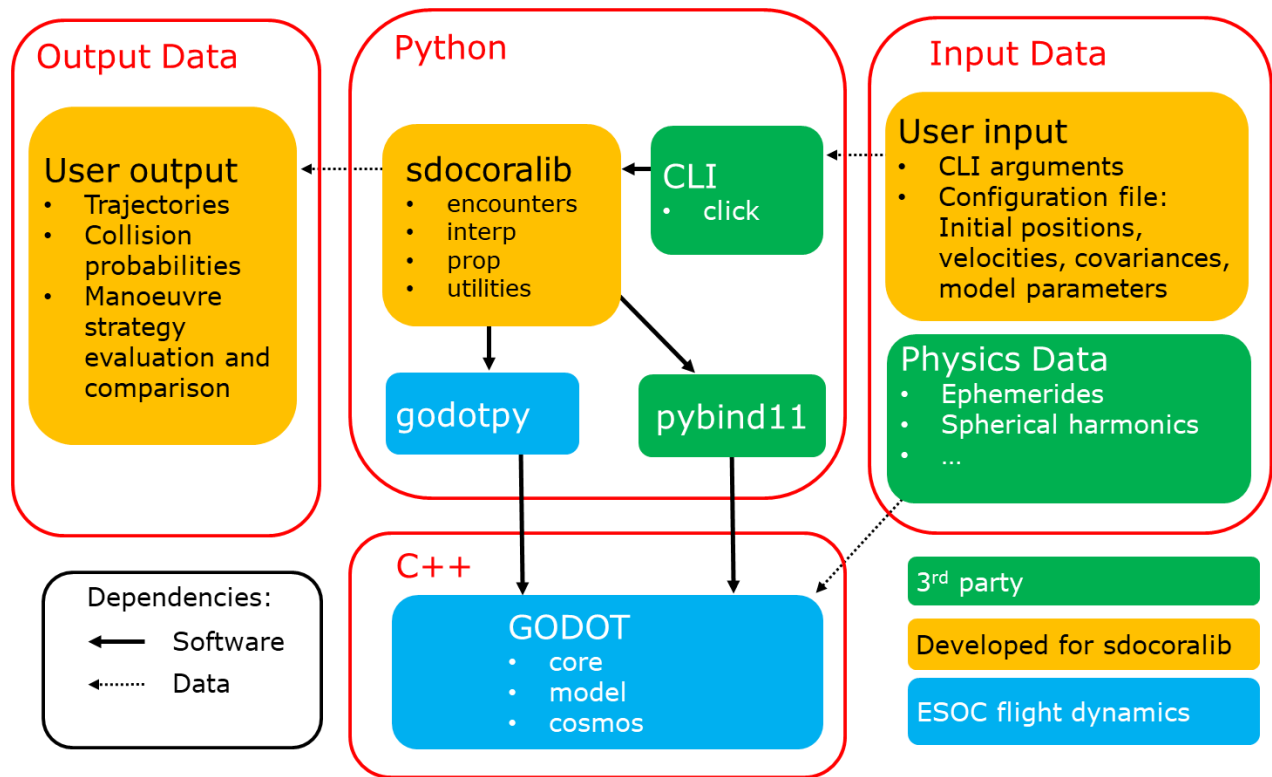 Output Data
User output
• Trajectories
• Collision
probabilities
• Manoeuvre
strategy
evaluation and
comparison
Python
sdocoralib
• encounters
• interp
• prop
• utilities
CLI
• click
godotpy
pybind11
Input Data
User input
• CLI arguments
• Configuration file:
Initial positions,
velocities, covariances,
model parameters
Physics Data
• Ephemerides
• Spherical harmonics
• ...
C++
GODOT
• core
• model
• cosmos
Dependencies:
Software
Data
3rd party
Developed for sdocoralib
ESOC flight dynamics